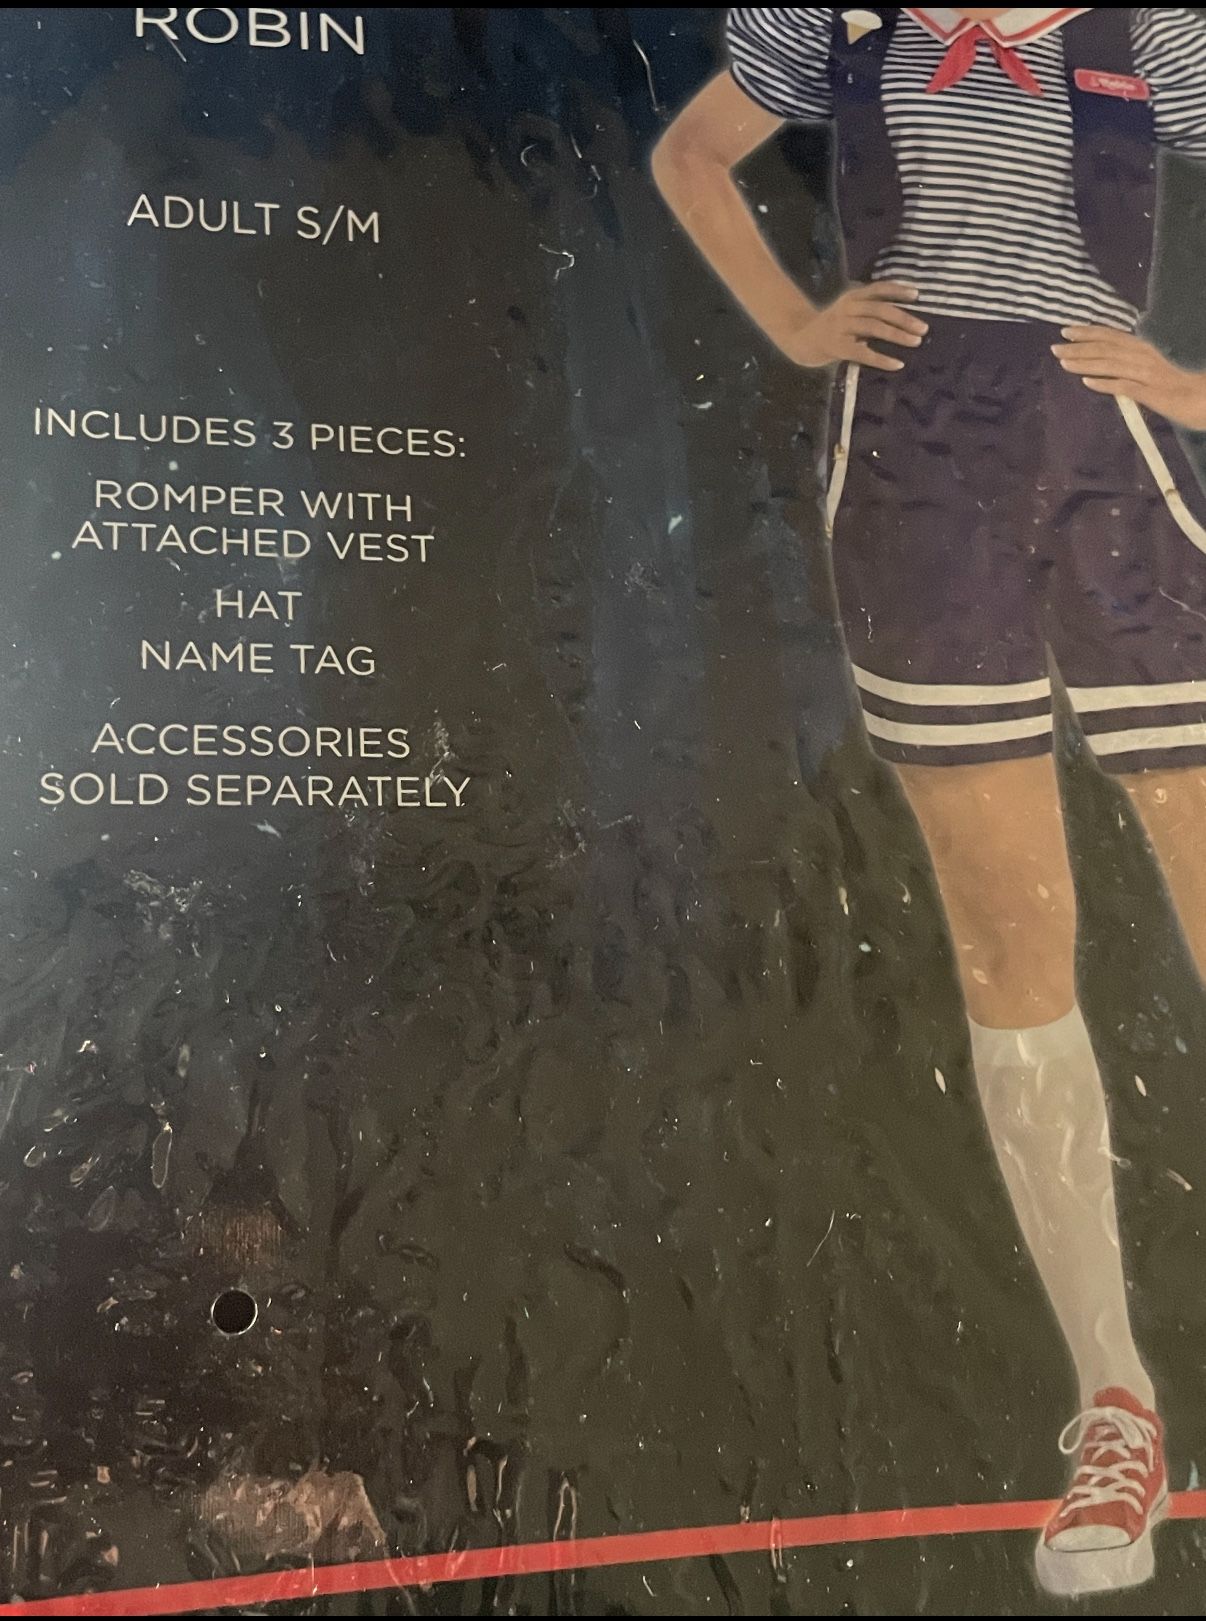 ROBIN
ADULT S/M
INCLUDES 3 PIECES:
ROMPER WITH
ATTACHED VEST
HAT
NAME TAG
ACCESSORIES
SOLD SEPARATELY